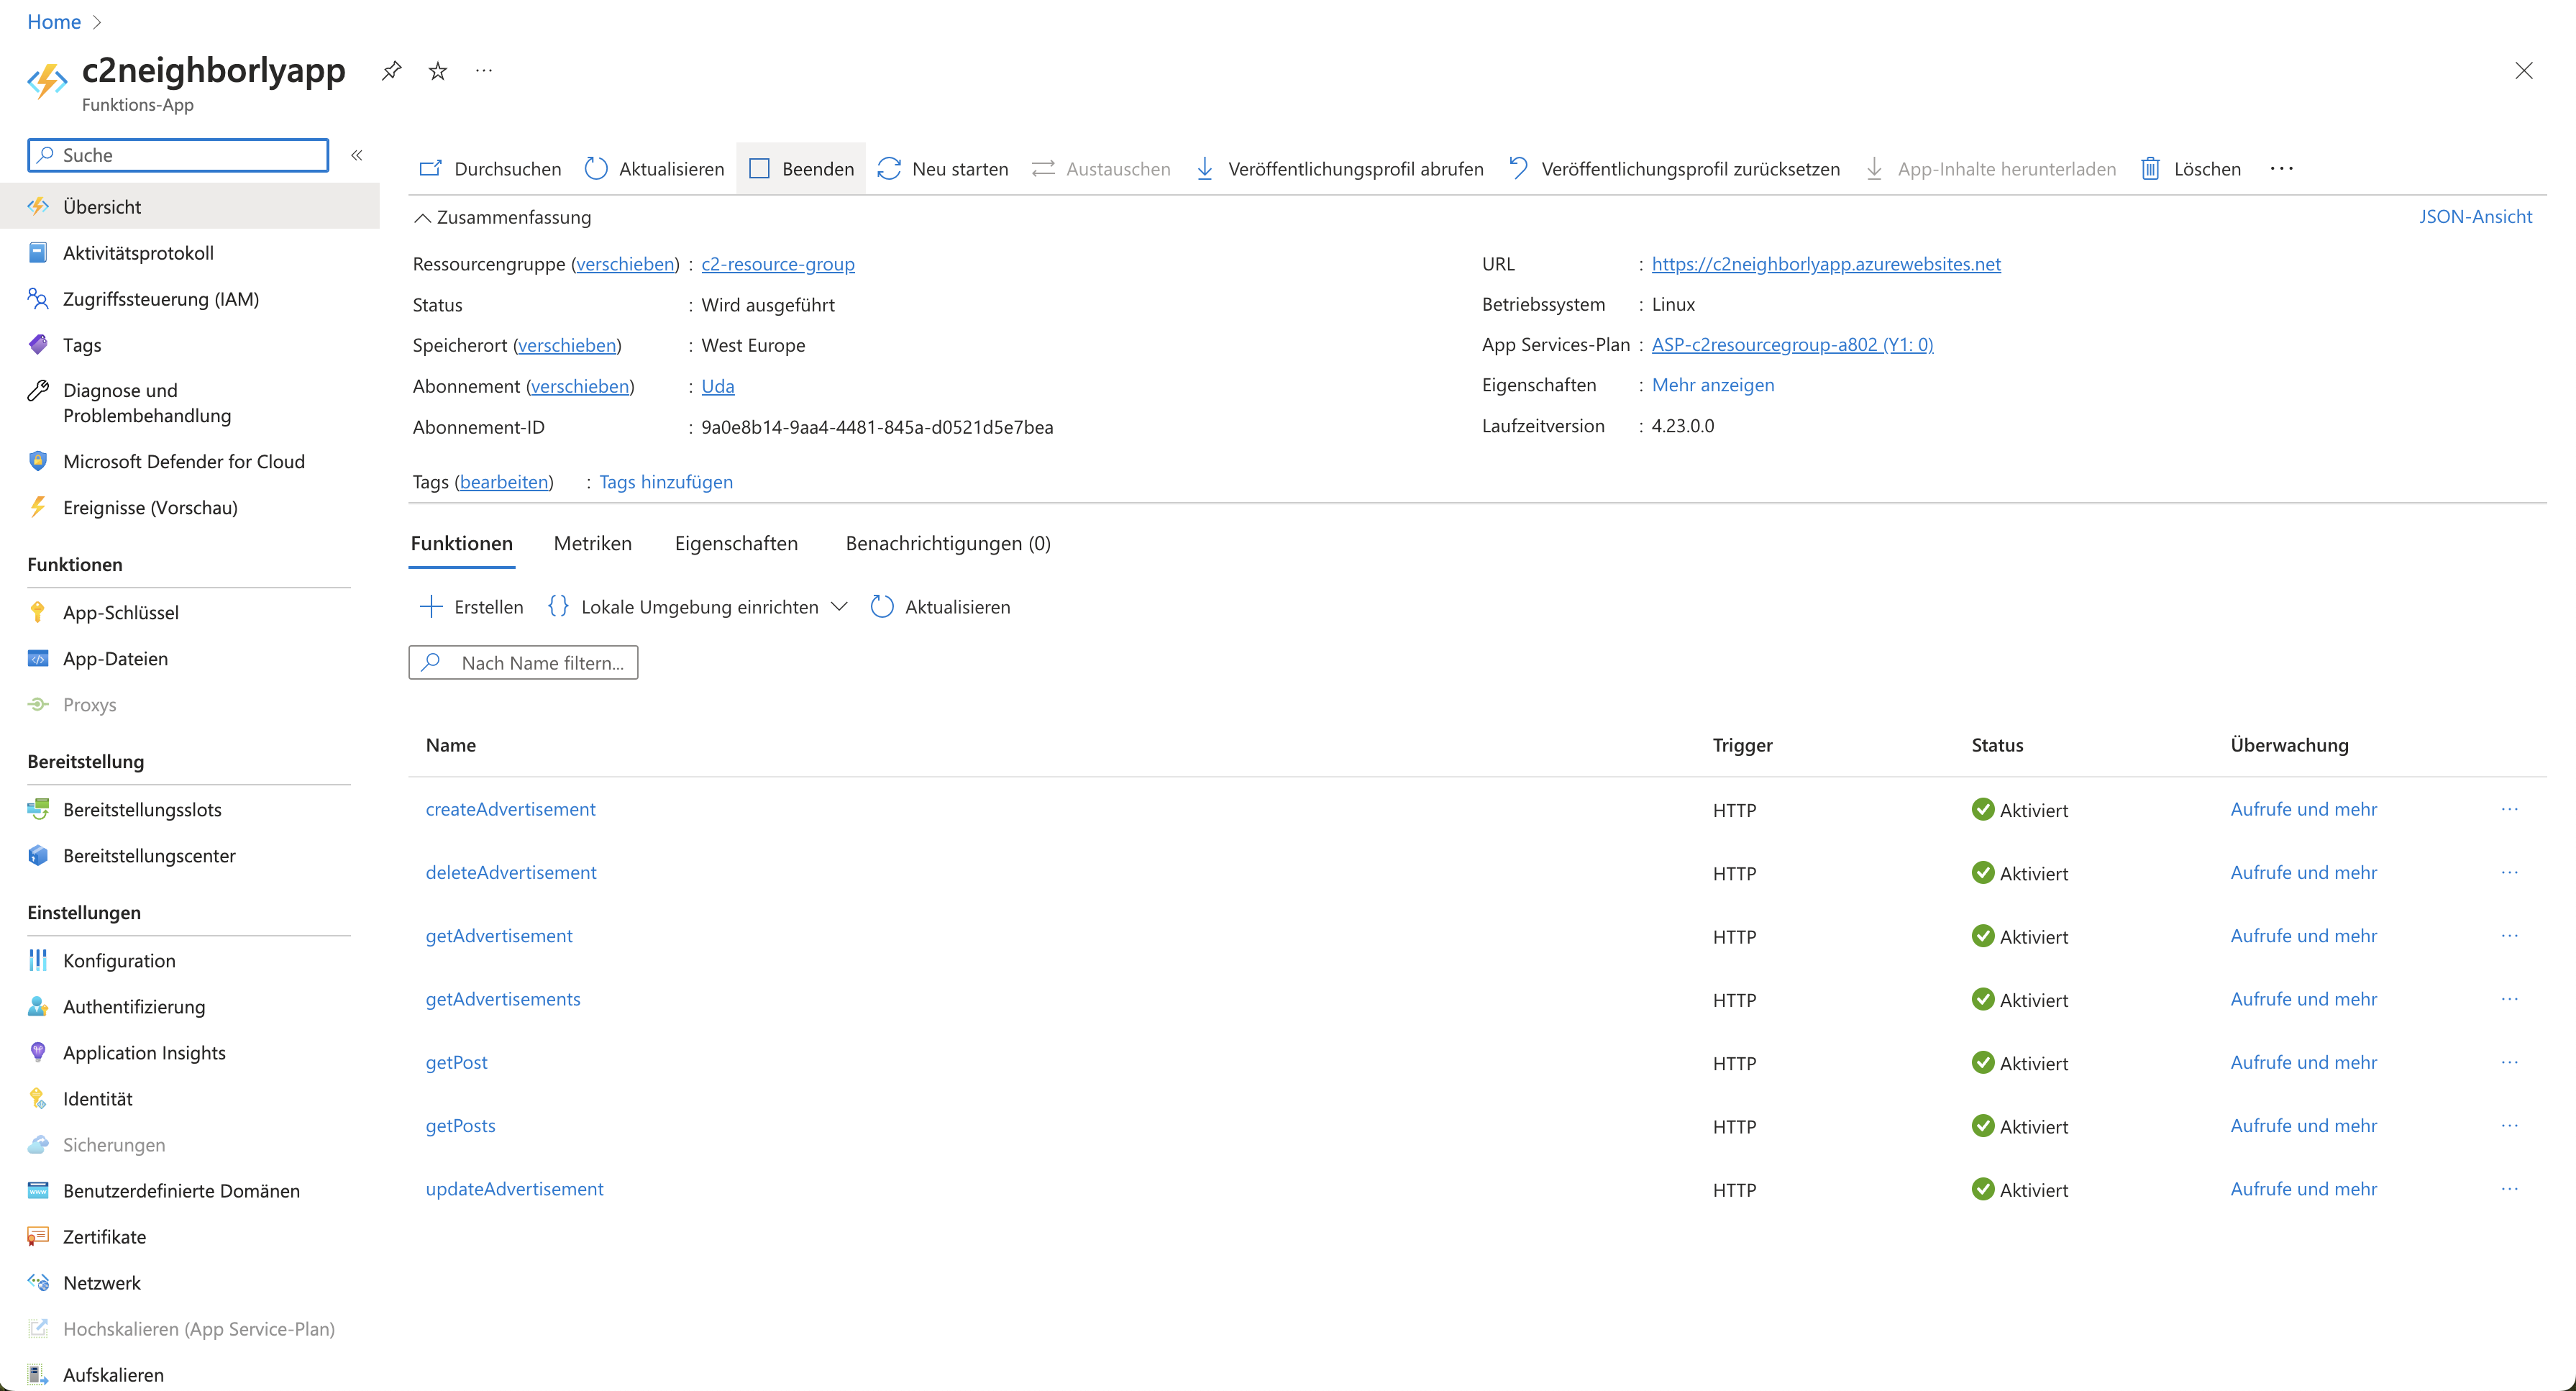 Home
c2neighborlyapp
Funktions-App
Suche
Übersicht
Aktivitätsprotokoll
Zugriffssteuerung (IAM)
Tags
Diagnose und
Problembehandlung
Microsoft Defender for Cloud
Ereignisse (Vorschau)
Funktionen
App-Schlüssel
App-Dateien
Proxys
Bereitstellung
Bereitstellungsslots
Bereitstellungscenter
Einstellungen
Konfiguration
Authentifizierung
Application Insights
Identität
Sicherungen
Benutzerdefinierte Domänen
Zertifikate
Netzwerk
Hochskalieren (App Service-Plan)
Aufskalieren
Durchsuchen Aktualisieren Beenden Neu starten Austauschen Veröffentlichungsprofil abrufen Veröffentlichungsprofil zurücksetzen App-Inhalte herunterladen Löschen
Zusammenfassung JSON-Ansicht
Ressourcengruppe (verschieben) : c2-resource-group
Status : Wird ausgeführt
Speicherort (verschieben) : West Europe
Abonnement (verschieben) : Uda
Abonnement-ID : 9a0e8b14-9aa4-4481-845a-d0521d5e7bea
URL : https://c2neighborlyapp.azurewebsites.net
Betriebssystem : Linux
App Services-Plan : ASP-c2resourcegroup-a802 (Y1: 0)
Eigenschaften : Mehr anzeigen
Laufzeitversion : 4.23.0.0
Tags (bearbeiten) : Tags hinzufügen
Funktionen Metriken Eigenschaften Benachrichtigungen (0)
Erstellen Lokale Umgebung einrichten Aktualisieren
Nach Name filtern...
Name Trigger Status Überwachung
createAdvertisement HTTP Aktiviert Aufrufe und mehr
deleteAdvertisement HTTP Aktiviert Aufrufe und mehr
getAdvertisement HTTP Aktiviert Aufrufe und mehr
getAdvertisements HTTP Aktiviert Aufrufe und mehr
getPost HTTP Aktiviert Aufrufe und mehr
getPosts HTTP Aktiviert Aufrufe und mehr
updateAdvertisement HTTP Aktiviert Aufrufe und mehr